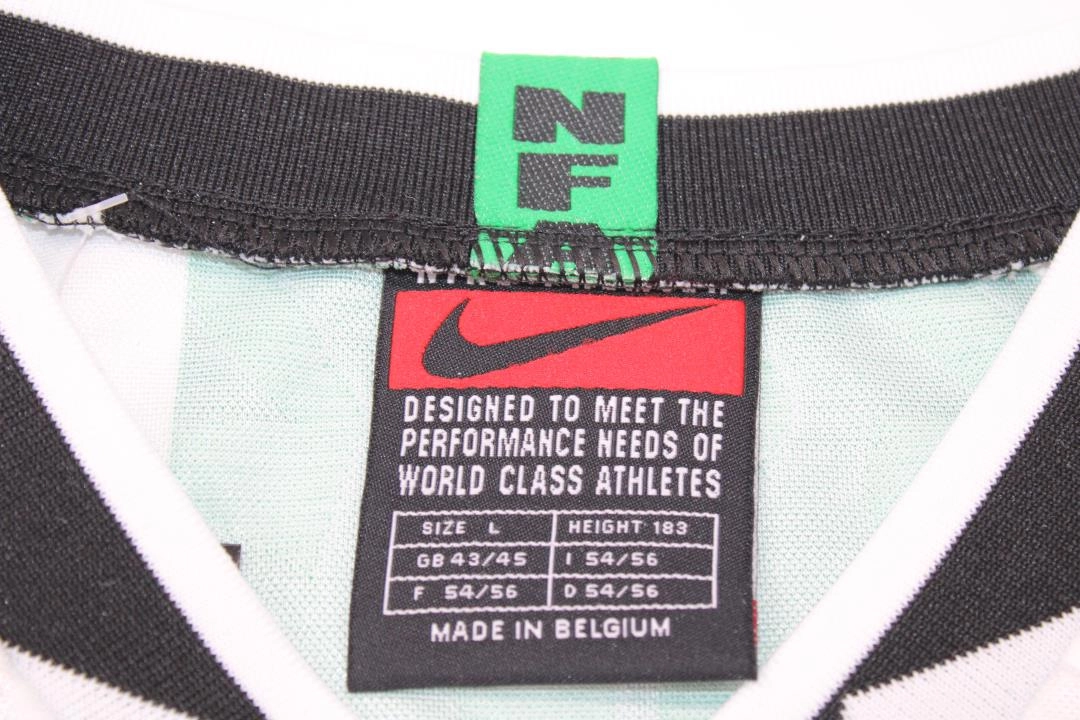 N
F
DESIGNED TO MEET THE
PERFORMANCE NEEDS OF
WORLD CLASS ATHLETES
SIZE L HEIGHT 183
GB 43/45 I 54/56
F 54/56 D 54/56
MADE IN BELGIUM